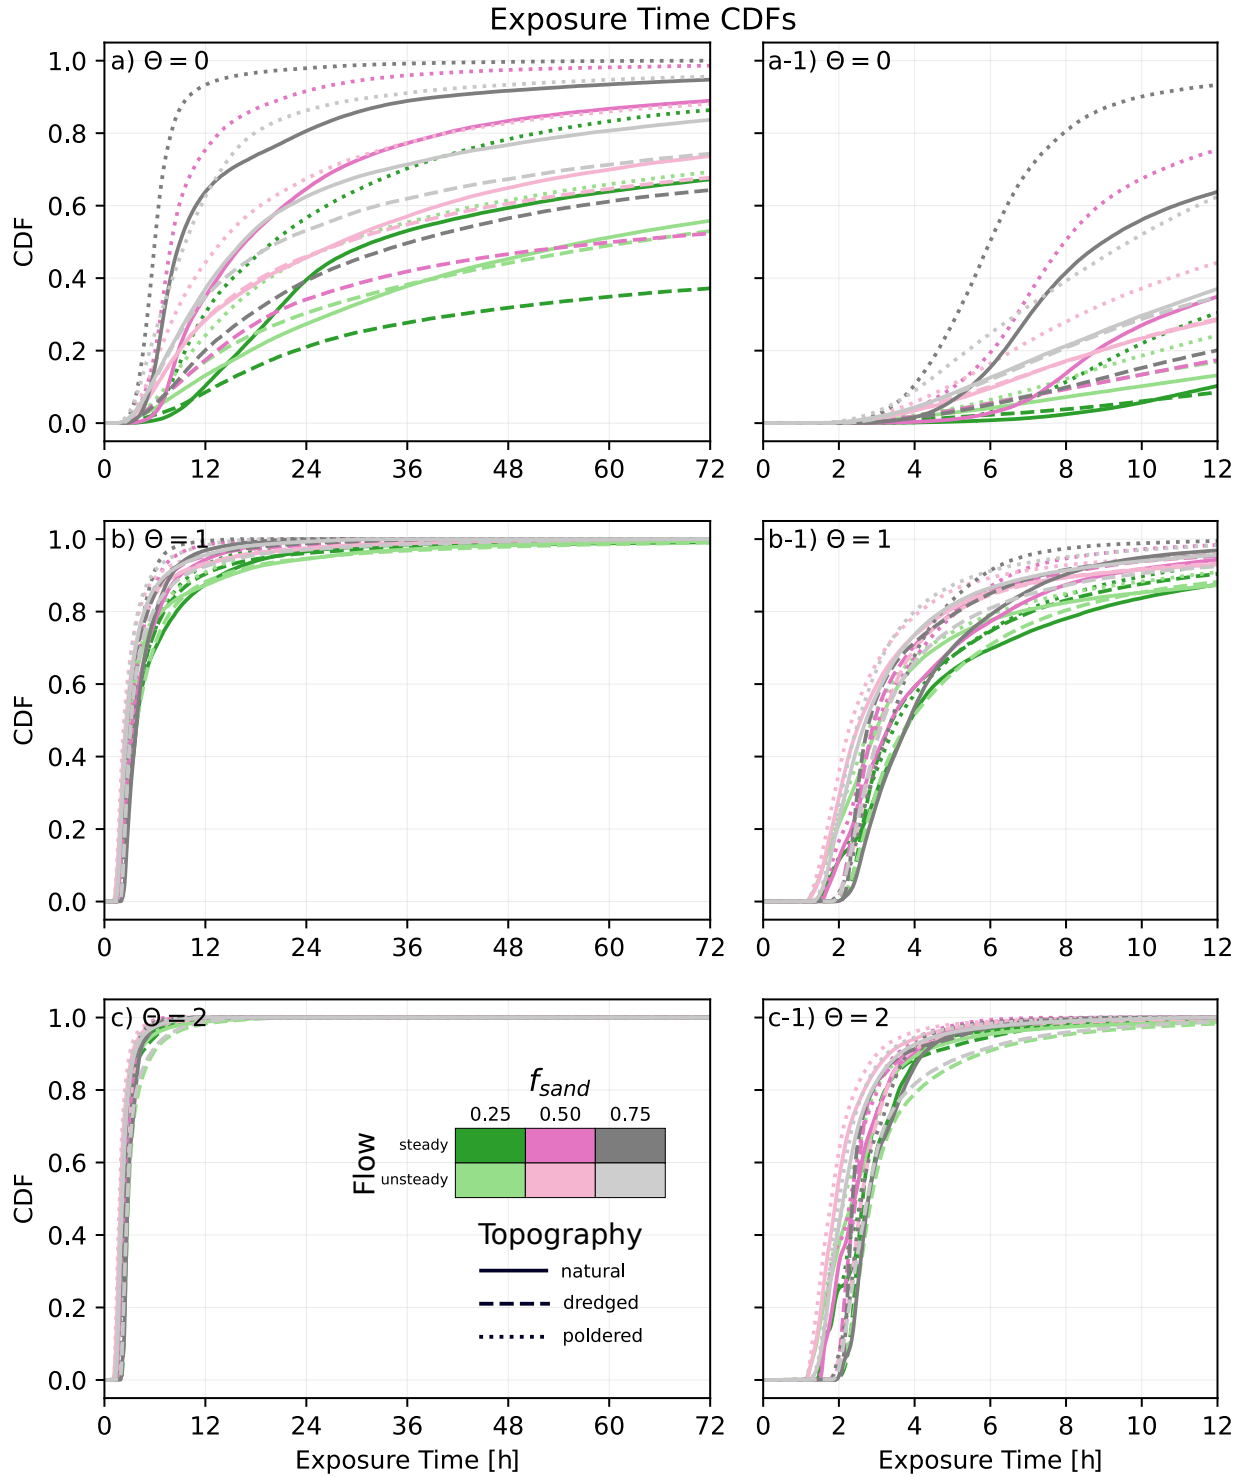 Exposure Time CDFs
a) Θ = 0
a-1) Θ = 0
1.0
0.8
0.6
0.4
0.2
0.0
CDF
0 12 24 36 48 60 72
0 2 4 6 8 10 12
b) Θ = 1
b-1) Θ = 1
1.0
0.8
0.6
0.4
0.2
0.0
CDF
0 12 24 36 48 60 72
0 2 4 6 8 10 12
c) Θ = 2
c-1) Θ = 2
1.0
0.8
0.6
0.4
0.2
0.0
CDF
f_sand
0.25 0.50 0.75
Flow
steady
unsteady
Topography
natural
dredged
poldered
0 12 24 36 48 60 72
0 2 4 6 8 10 12
Exposure Time [h]
Exposure Time [h]